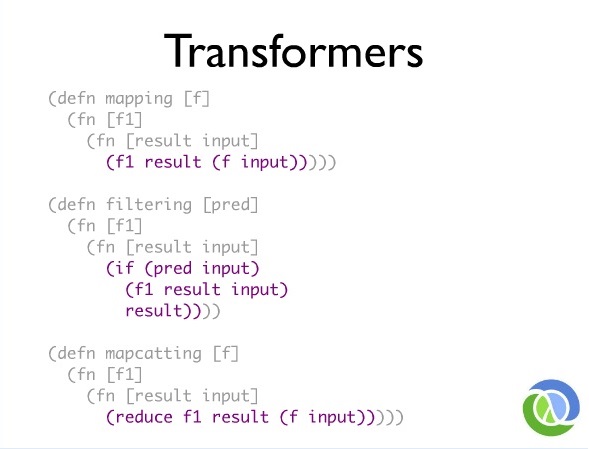 Transformers
(defn mapping [f]
  (fn [f1]
    (fn [result input]
      (f1 result (f input)))))
(defn filtering [pred]
  (fn [f1]
    (fn [result input]
      (if (pred input)
        (f1 result input)
        result))))
(defn mapcatting [f]
  (fn [f1]
    (fn [result input]
      (reduce f1 result (f input)))))